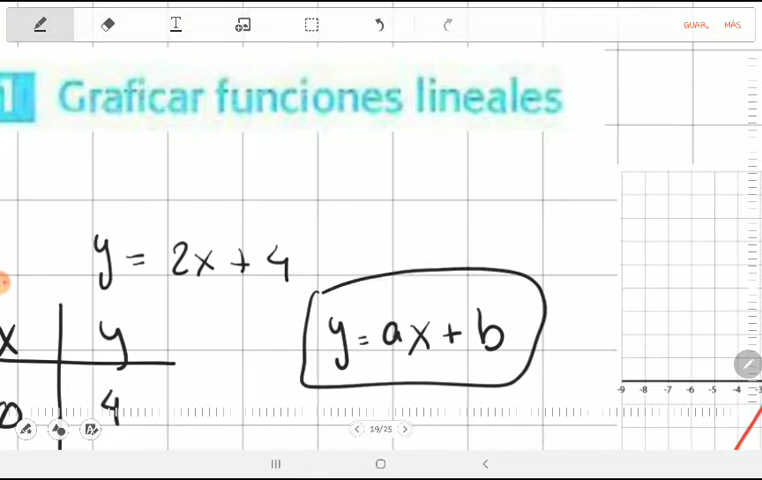 GUAR. MÁS
1 Graficar funciones lineales
y = 2x + 4
y = ax + b
x y
0 4
-9 -8 -7 -6 -5 -4 -3
19/25